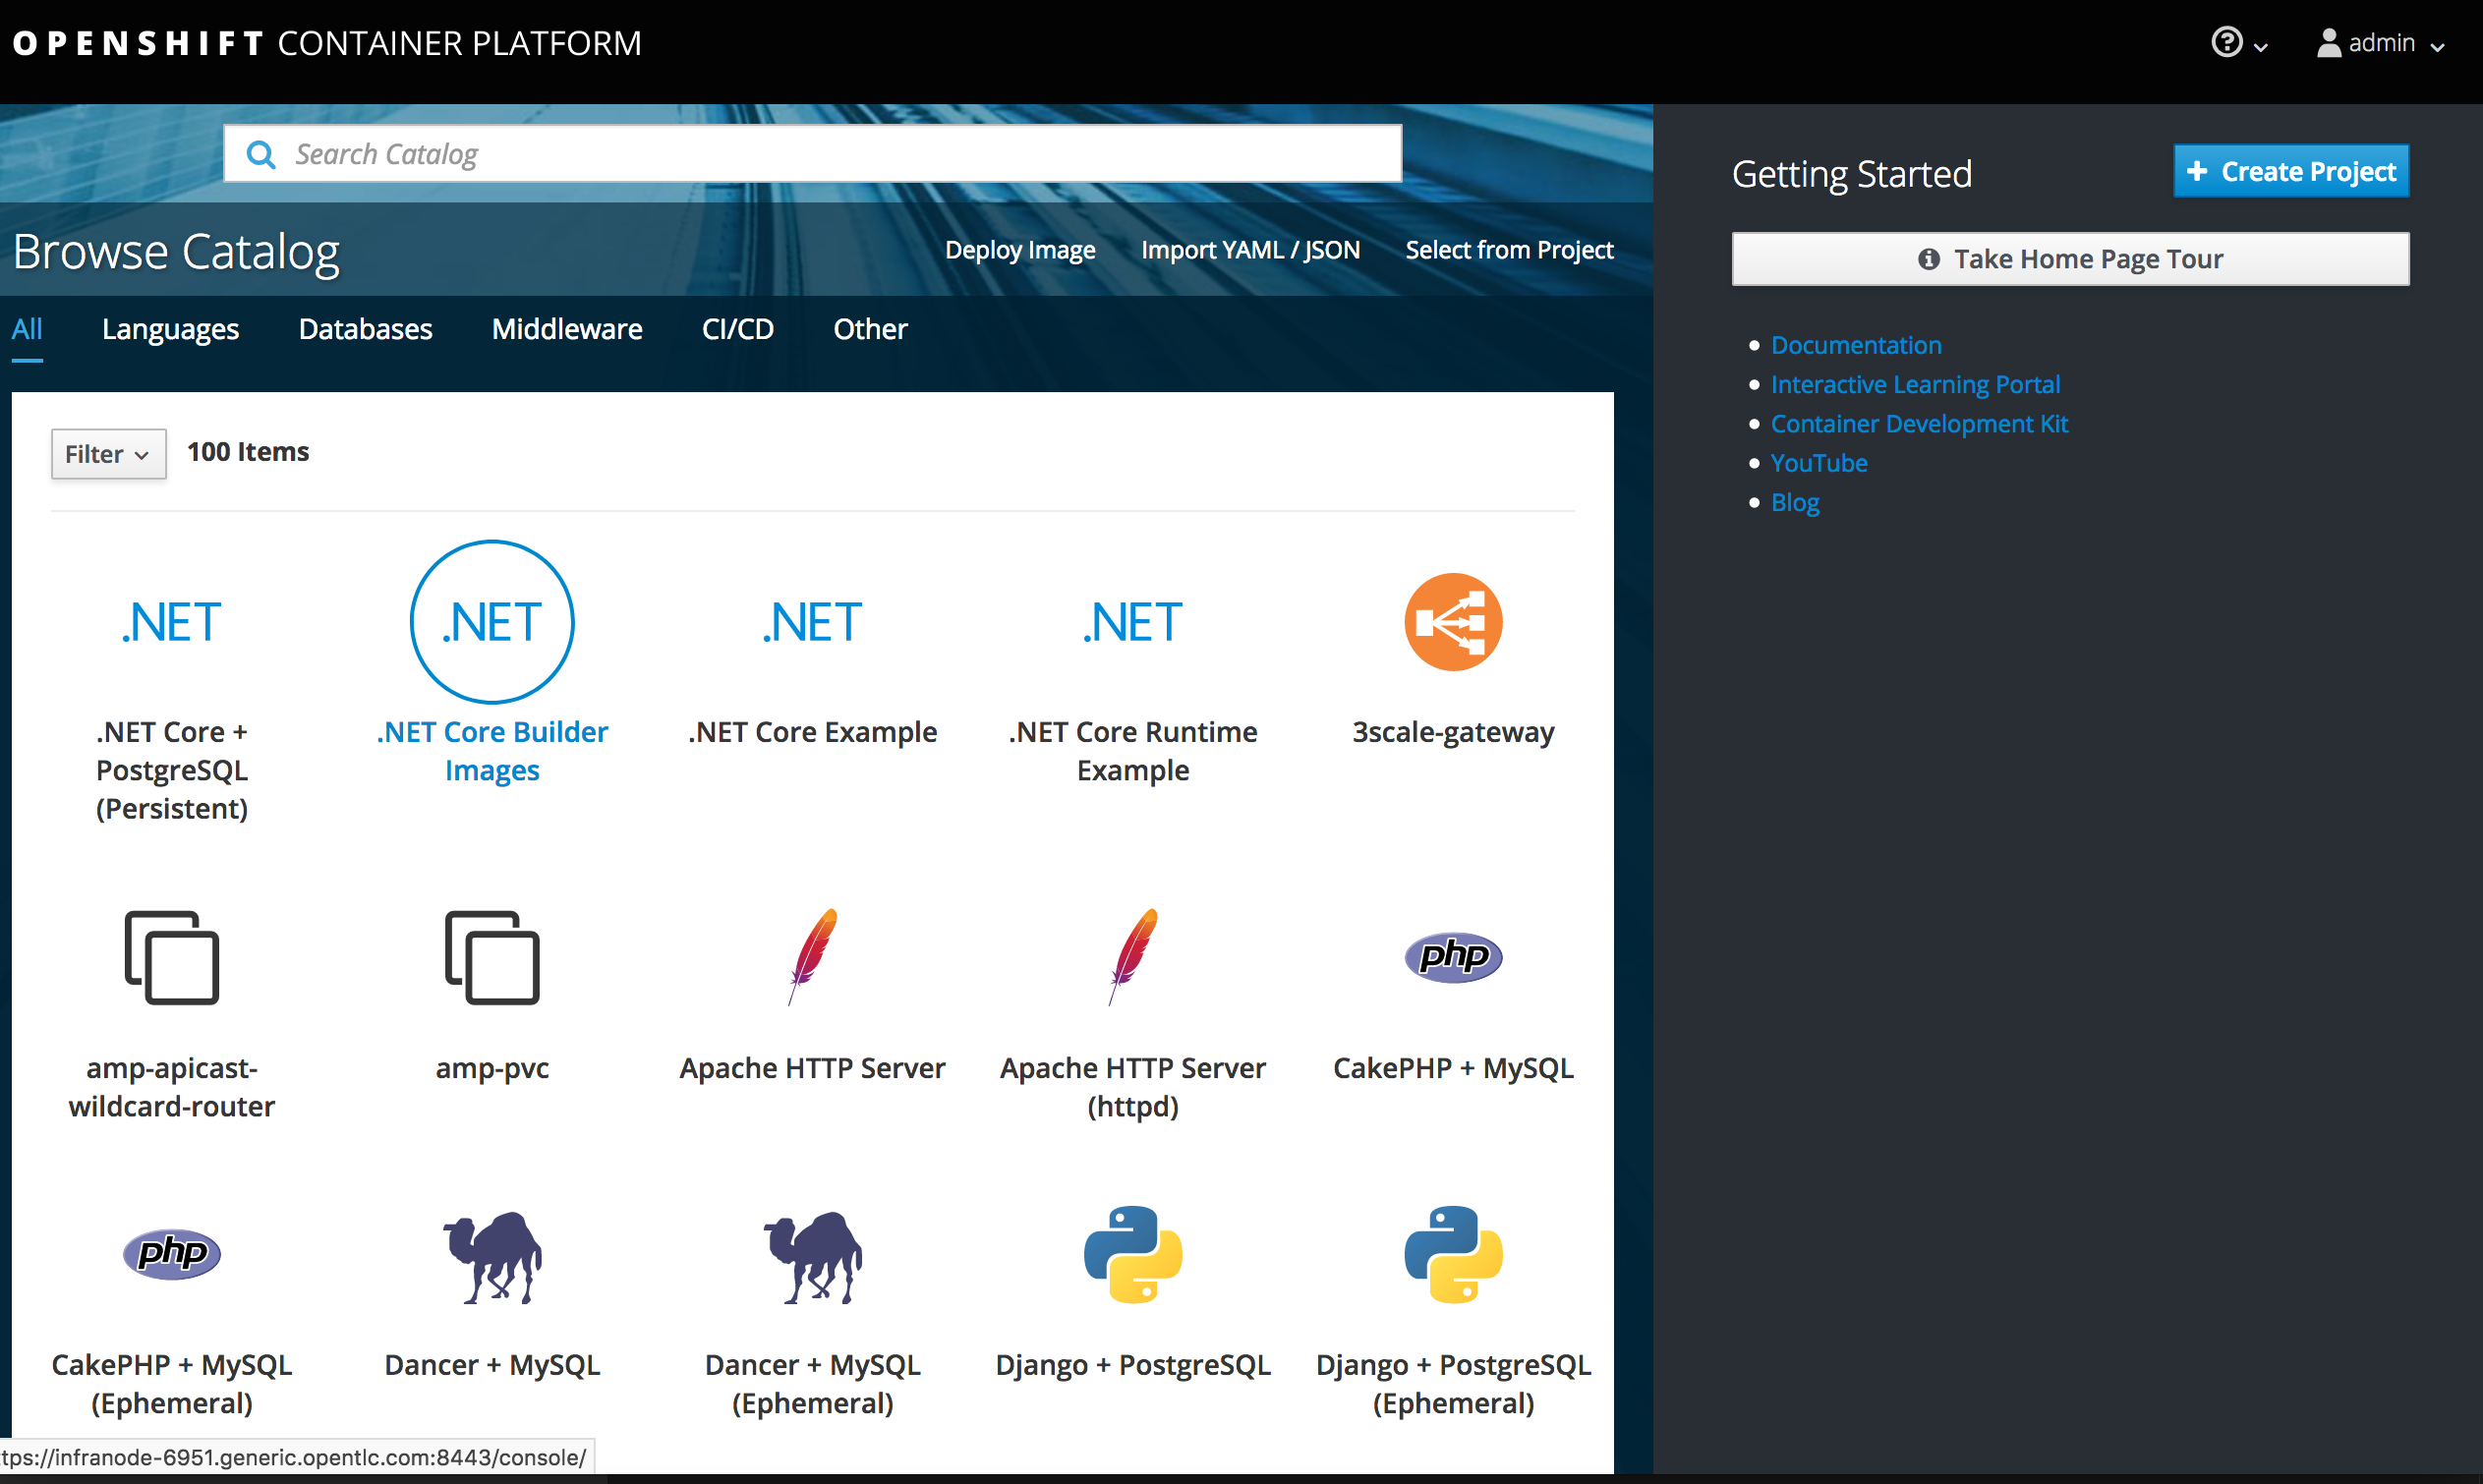 OPENSHIFT CONTAINER PLATFORM
admin
Search Catalog
Browse Catalog
Deploy Image
Import YAML / JSON
Select from Project
All
Languages
Databases
Middleware
CI/CD
Other
Filter
100 Items
.NET
.NET Core +
PostgreSQL
(Persistent)
.NET
.NET Core Builder
Images
.NET
.NET Core Example
.NET
.NET Core Runtime
Example
3scale-gateway
amp-apicast-
wildcard-router
amp-pvc
Apache HTTP Server
Apache HTTP Server
(httpd)
php
CakePHP + MySQL
php
CakePHP + MySQL
(Ephemeral)
Dancer + MySQL
Dancer + MySQL
(Ephemeral)
Django + PostgreSQL
Django + PostgreSQL
(Ephemeral)
tps://infranode-6951.generic.opentlc.com:8443/console/
Getting Started
Create Project
Take Home Page Tour
Documentation
Interactive Learning Portal
Container Development Kit
YouTube
Blog